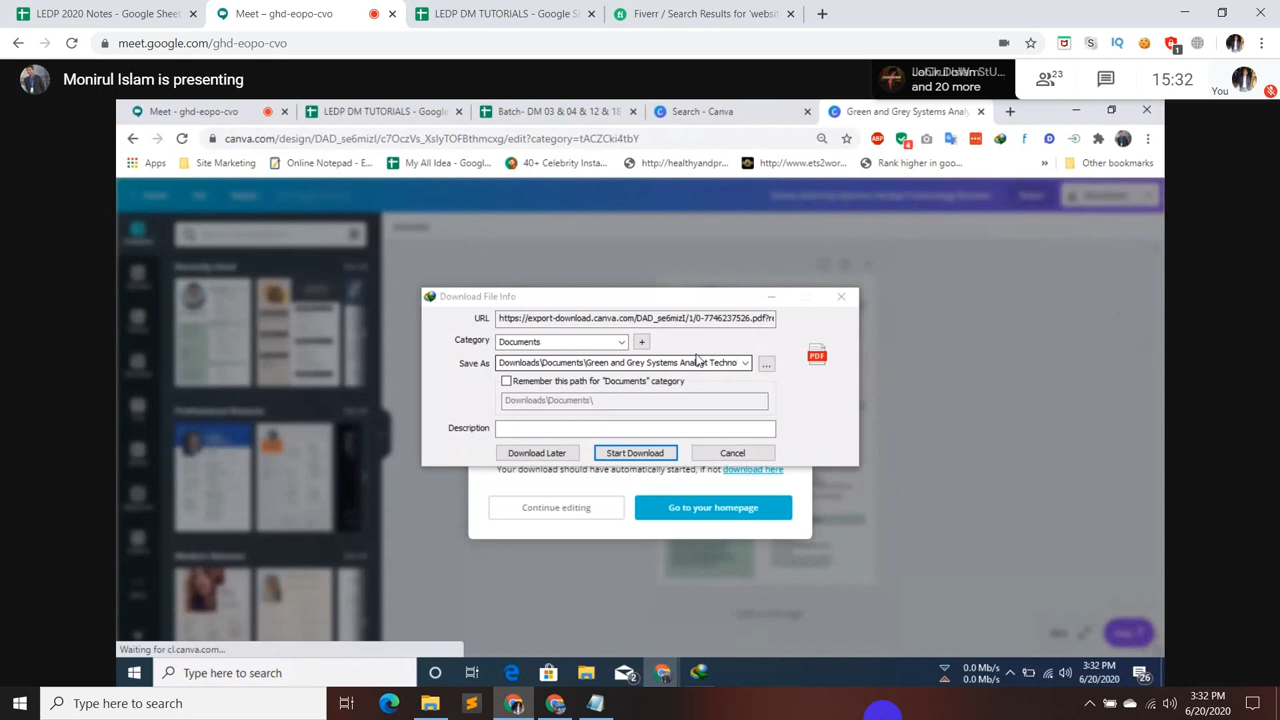 LEDP 2020 Notes - Google Sheet
Meet – ghd-eopo-cvo
LEDP DM TUTORIALS - Google S
Fiverr / Search Results for 'websit
meet.google.com/ghd-eopo-cvo
Monirul Islam is presenting
and 20 more
23
15:32
You
Meet - ghd-eopo-cvo
LEDP DM TUTORIALS - Google
Batch- DM 03 & 04 & 12 & 18
Search - Canva
Green and Grey Systems Analy
canva.com/design/DAD_se6mizI/c7OczVs_XslyTOFBthmcxg/edit?category=tACZCki4tbY
Apps
Site Marketing
Online Notepad - E...
My All Idea - Googl...
40+ Celebrity Insta...
http://healthyandpr...
http://www.ets2wor...
Rank higher in goo...
Other bookmarks
Download File Info
URL
https://export-download.canva.com/DAD_se6mizI/1/0-7746237526.pdf?re
Category
Documents
Save As
Downloads\Documents\Green and Grey Systems Analyst Techno
PDF
Remember this path for "Documents" category
Downloads\Documents\
Description
Download Later
Start Download
Cancel
Your download should have automatically started, if not download here
Continue editing
Go to your homepage
Waiting for cl.canva.com...
Type here to search
0.0 Mb/s
0.0 Mb/s
3:32 PM
6/20/2020
26
Type here to search
3:32 PM
6/20/2020